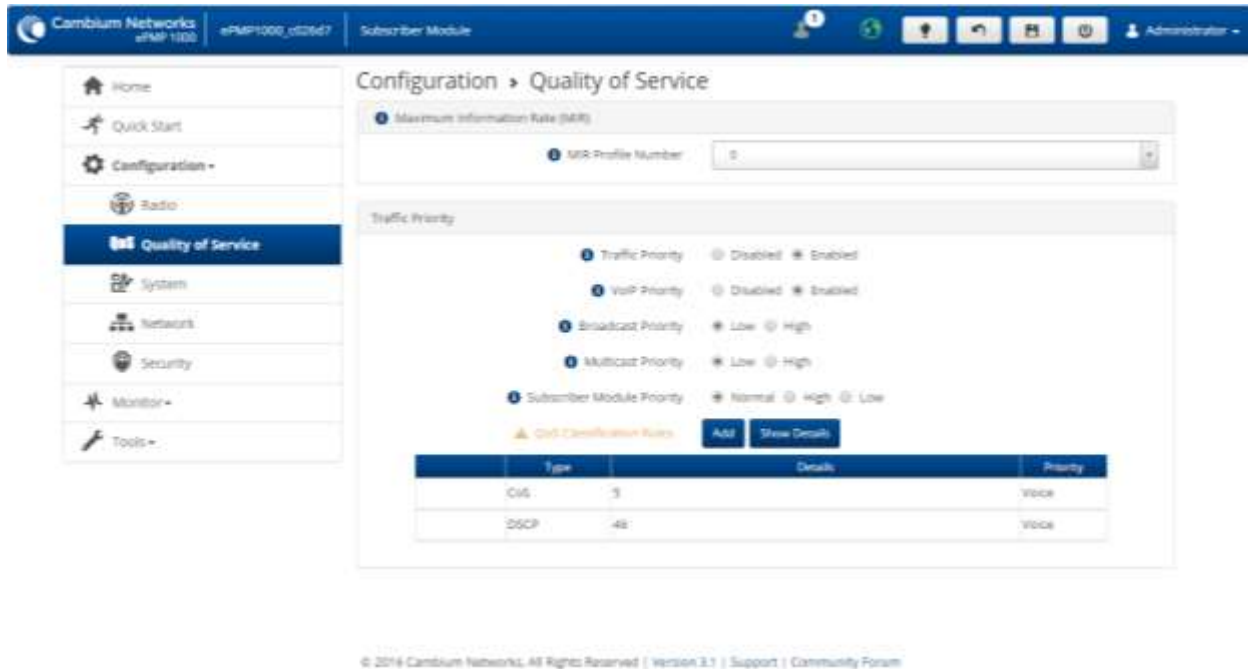 Cambium Networks
ePMP 1000
Subscriber Module
1
Administrator
Home
Quick Start
Configuration
Radio
Quality of Service
System
Network
Security
Monitor
Tools
Configuration › Quality of Service
Maximum Information Rate (MIR)
MIR Profile Number 0
Traffic Priority
Traffic Priority Disabled Enabled
VoIP Priority Disabled Enabled
Broadcast Priority Low High
Multicast Priority Low High
Subscriber Module Priority Normal High Low
QoS Classification Rules Add Show Details
Type Details Priority
CoS 5 Voice
DSCP Voice
© 2016 Cambium Networks, All Rights Reserved | Version 3.1 | Support | Community Forum